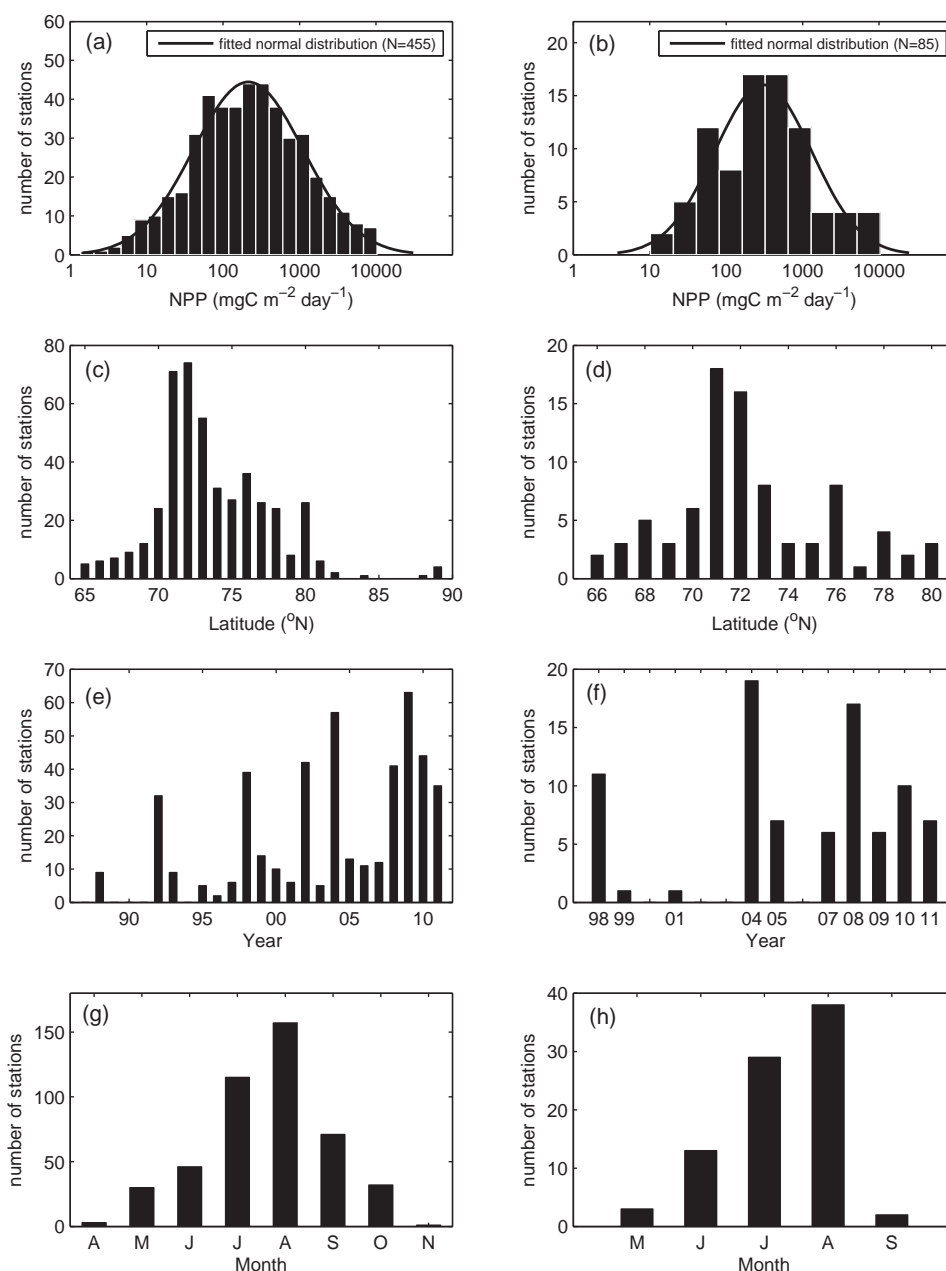 (a)
fitted normal distribution (N=455)
number of stations
60
50
40
30
20
10
0
1 10 100 1000 10000
NPP (mgC m−2 day−1)
(b)
fitted normal distribution (N=85)
number of stations
20
15
10
5
0
1 10 100 1000 10000
NPP (mgC m−2 day−1)
(c)
number of stations
80
60
40
20
0
65 70 75 80 85 90
Latitude (oN)
(d)
number of stations
20
15
10
5
0
66 68 70 72 74 76 78 80
Latitude (oN)
(e)
number of stations
70
60
50
40
30
20
10
0
90 95 00 05 10
Year
(f)
number of stations
20
15
10
5
0
98 99 01 04 05 07 08 09 10 11
Year
(g)
number of stations
150
100
50
0
A M J J A S O N
Month
(h)
number of stations
40
30
20
10
0
M J J A S
Month